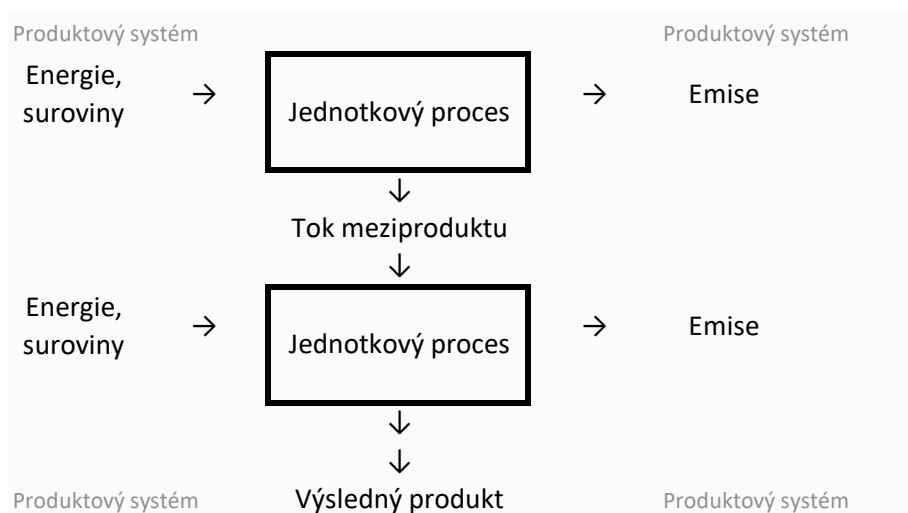 Produktový systém Produktový systém
Energie,
suroviny → Jednotkový proces → Emise
↓
Tok meziproduktu
↓
Energie,
suroviny → Jednotkový proces → Emise
↓
↓
Produktový systém Výsledný produkt Produktový systém